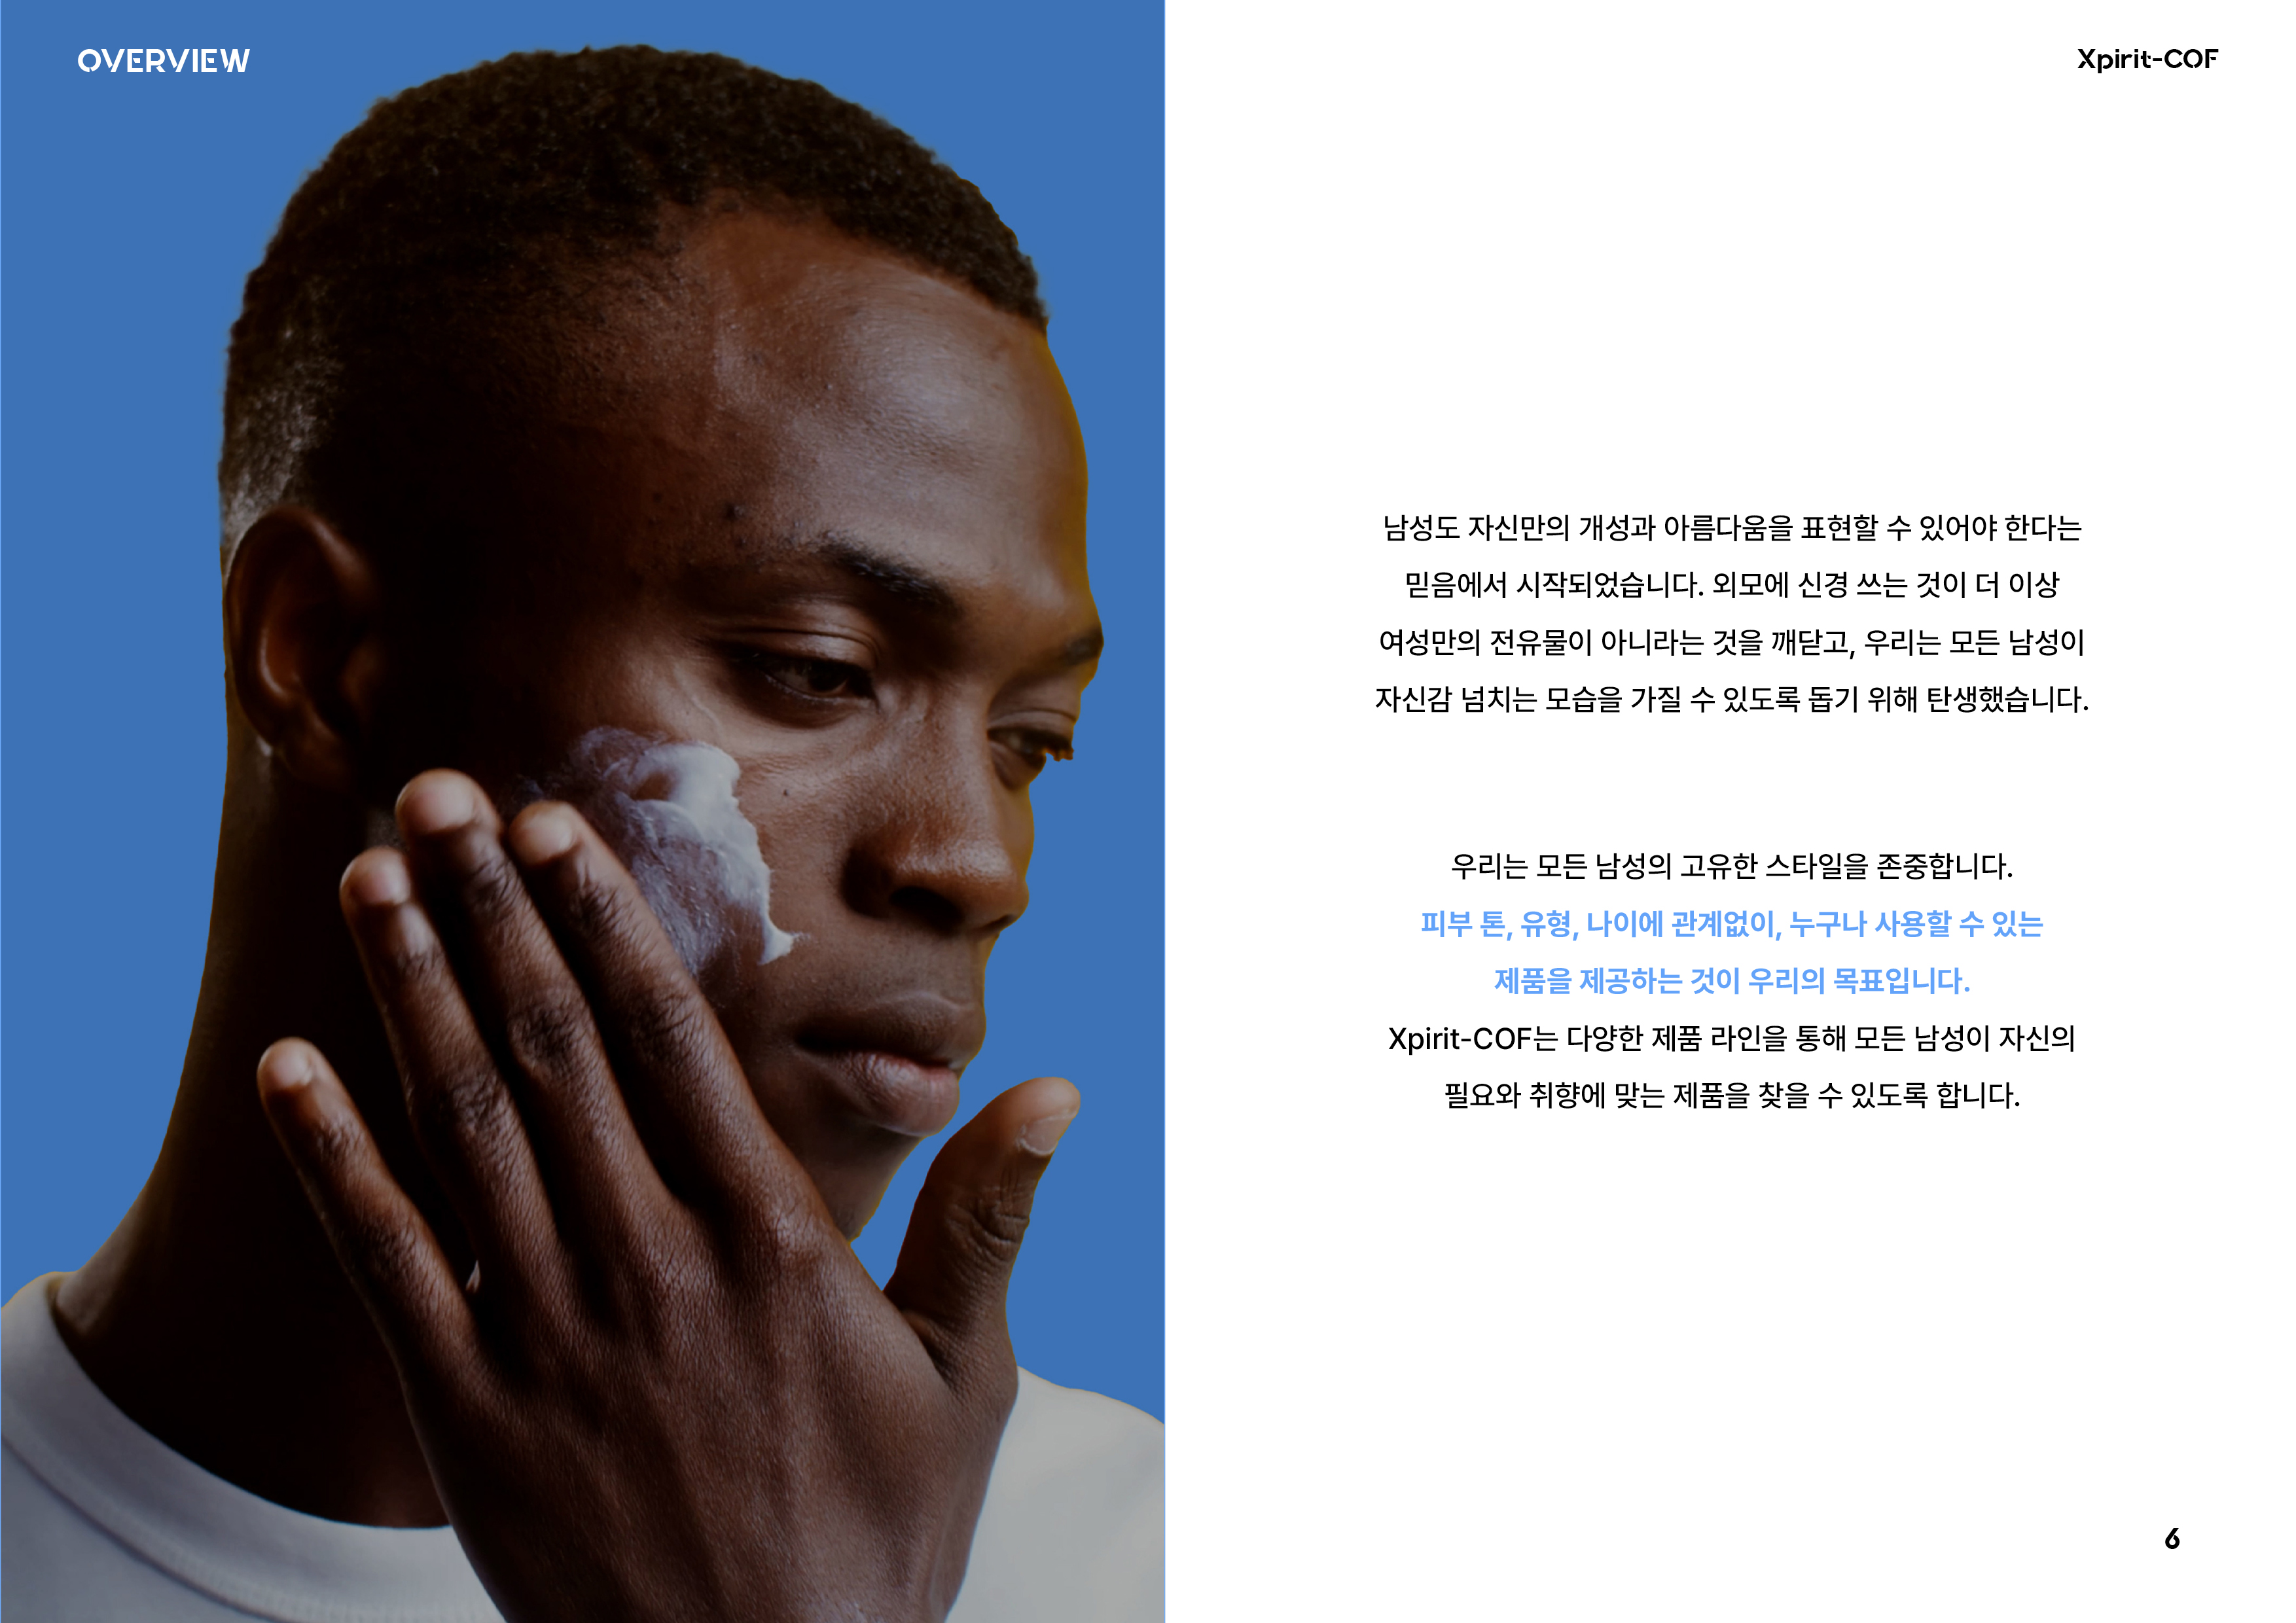 OVERVIEW
Xpirit-COF
남성도 자신만의 개성과 아름다움을 표현할 수 있어야 한다는
믿음에서 시작되었습니다. 외모에 신경 쓰는 것이 더 이상
여성만의 전유물이 아니라는 것을 깨닫고, 우리는 모든 남성이
자신감 넘치는 모습을 가질 수 있도록 돕기 위해 탄생했습니다.
우리는 모든 남성의 고유한 스타일을 존중합니다.
피부 톤, 유형, 나이에 관계없이, 누구나 사용할 수 있는
제품을 제공하는 것이 우리의 목표입니다.
Xpirit-COF는 다양한 제품 라인을 통해 모든 남성이 자신의
필요와 취향에 맞는 제품을 찾을 수 있도록 합니다.
6